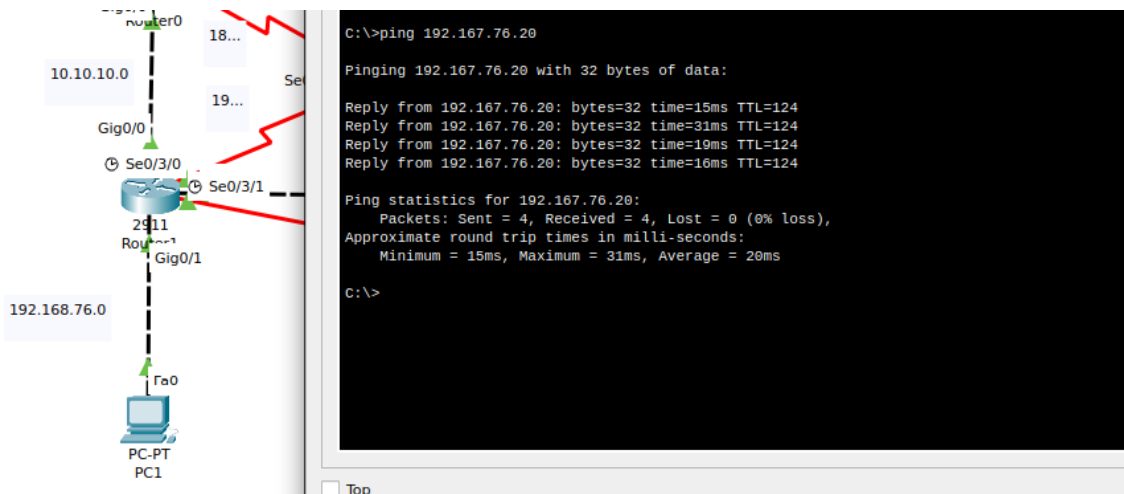 Router0
18...
10.10.10.0
19...
Gig0/0
Se0/3/0
Se0/3/1
2911
Router1
Gig0/1
192.168.76.0
Fa0
PC-PT
PC1
C:\>ping 192.167.76.20
Pinging 192.167.76.20 with 32 bytes of data:
Reply from 192.167.76.20: bytes=32 time=15ms TTL=124
Reply from 192.167.76.20: bytes=32 time=31ms TTL=124
Reply from 192.167.76.20: bytes=32 time=19ms TTL=124
Reply from 192.167.76.20: bytes=32 time=16ms TTL=124
Ping statistics for 192.167.76.20:
Packets: Sent = 4, Received = 4, Lost = 0 (0% loss),
Approximate round trip times in milli-seconds:
Minimum = 15ms, Maximum = 31ms, Average = 20ms
C:\>
Top